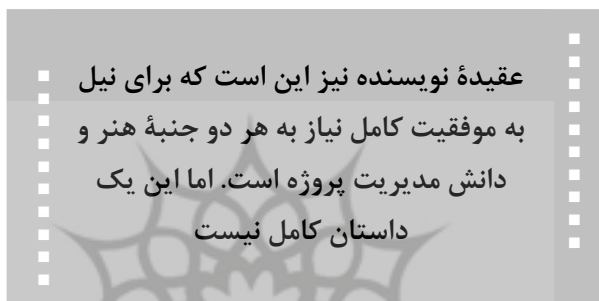 عقیدهٔ نویسنده نیز این است که برای نیل
به موفقیت کامل نیاز به هر دو جنبهٔ هنر و
دانش مدیریت پروژه است. اما این یک
داستان کامل نیست